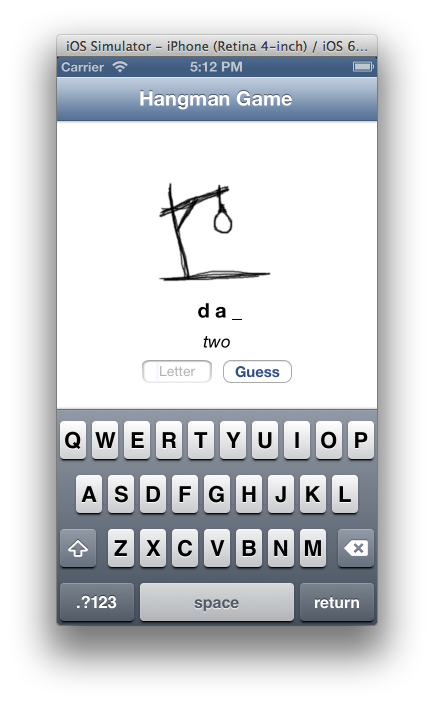 iOS Simulator - iPhone (Retina 4-inch) / iOS 6...
Carrier 5:12 PM
Hangman Game
d a _
two
Letter Guess
Q W E R T Y U I O P
A S D F G H J K L
Z X C V B N M
.?123 space return